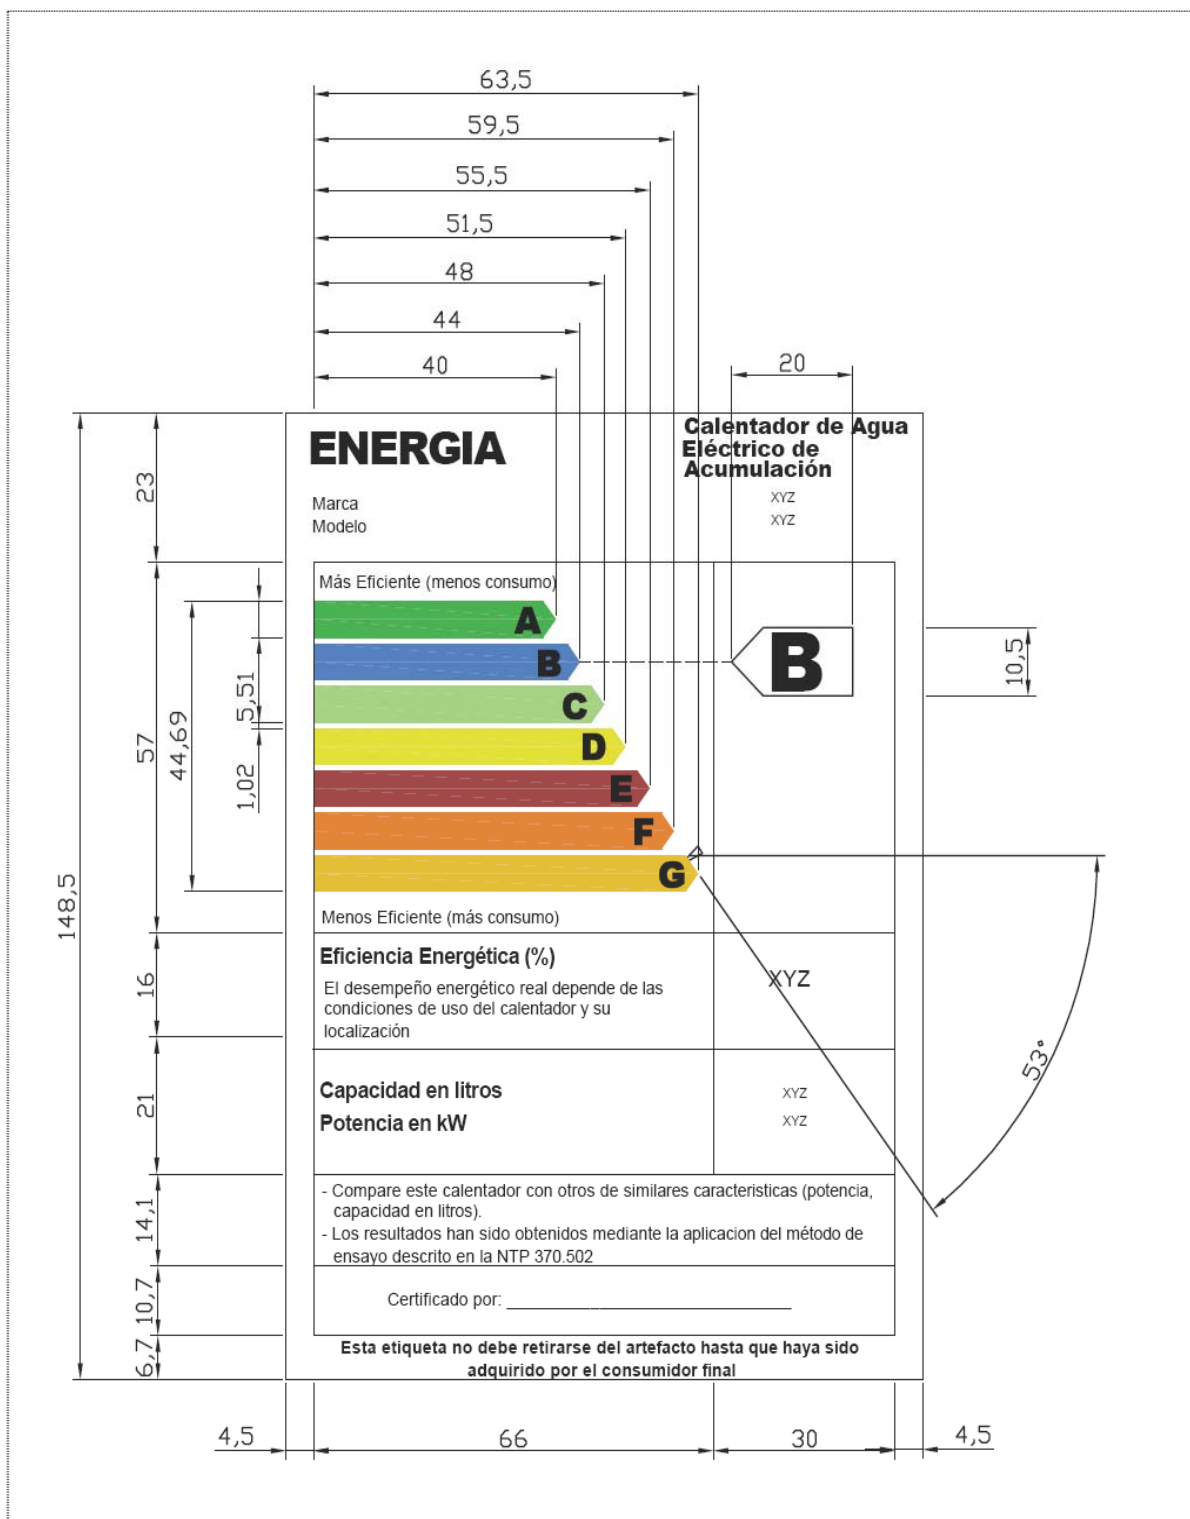 63,5
59,5
55,5
51,5
48
44
40
20
ENERGIA
Calentador de Agua
Eléctrico de
Acumulación
Marca
XYZ
Modelo
XYZ
23
Más Eficiente (menos consumo)
A
B
B
C
D
E
F
G
10,5
5,51
1,02
44,69
57
148,5
Menos Eficiente (más consumo)
Eficiencia Energética (%)
El desempeño energético real depende de las
condiciones de uso del calentador y su
localización
XYZ
16
53°
Capacidad en litros
XYZ
Potencia en kW
XYZ
21
- Compare este calentador con otros de similares caracteristicas (potencia,
capacidad en litros).
- Los resultados han sido obtenidos mediante la aplicacion del método de
ensayo descrito en la NTP 370.502
14,1
Certificado por: ______________________________
10,7
Esta etiqueta no debe retirarse del artefacto hasta que haya sido
adquirido por el consumidor final
6,7
4,5
66
30
4,5